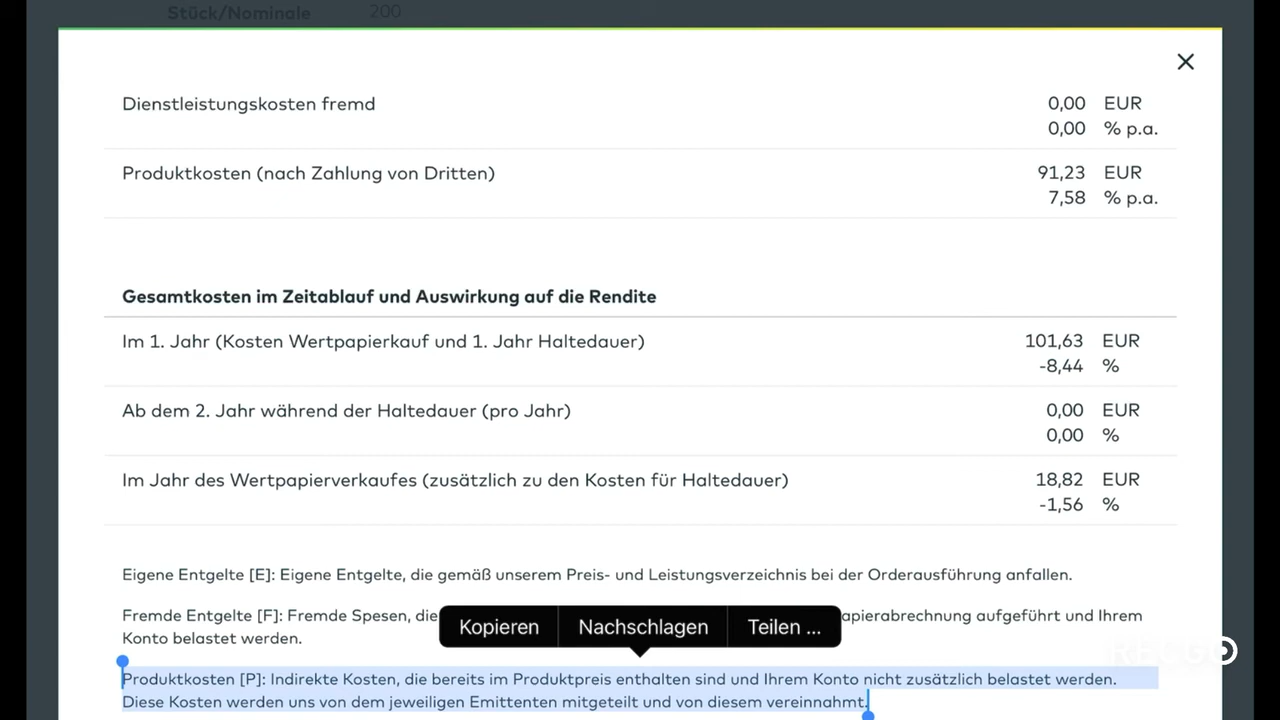 Stück/Nominale 200
Dienstleistungskosten fremd 0,00 EUR
0,00 % p.a.
Produktkosten (nach Zahlung von Dritten) 91,23 EUR
7,58 % p.a.
Gesamtkosten im Zeitablauf und Auswirkung auf die Rendite
Im 1. Jahr (Kosten Wertpapierkauf und 1. Jahr Haltedauer) 101,63 EUR
-8,44 %
Ab dem 2. Jahr während der Haltedauer (pro Jahr) 0,00 EUR
0,00 %
Im Jahr des Wertpapierverkaufes (zusätzlich zu den Kosten für Haltedauer) 18,82 EUR
-1,56 %
Eigene Entgelte [E]: Eigene Entgelte, die gemäß unserem Preis- und Leistungsverzeichnis bei der Orderausführung anfallen.
Fremde Entgelte [F]: Fremde Spesen, die apierabrechnung aufgeführt und Ihrem
Kopieren Nachschlagen Teilen ...
Konto belastet werden.
Produktkosten [P]: Indirekte Kosten, die bereits im Produktpreis enthalten sind und Ihrem Konto nicht zusätzlich belastet werden.
Diese Kosten werden uns von dem jeweiligen Emittenten mitgeteilt und von diesem vereinnahmt.